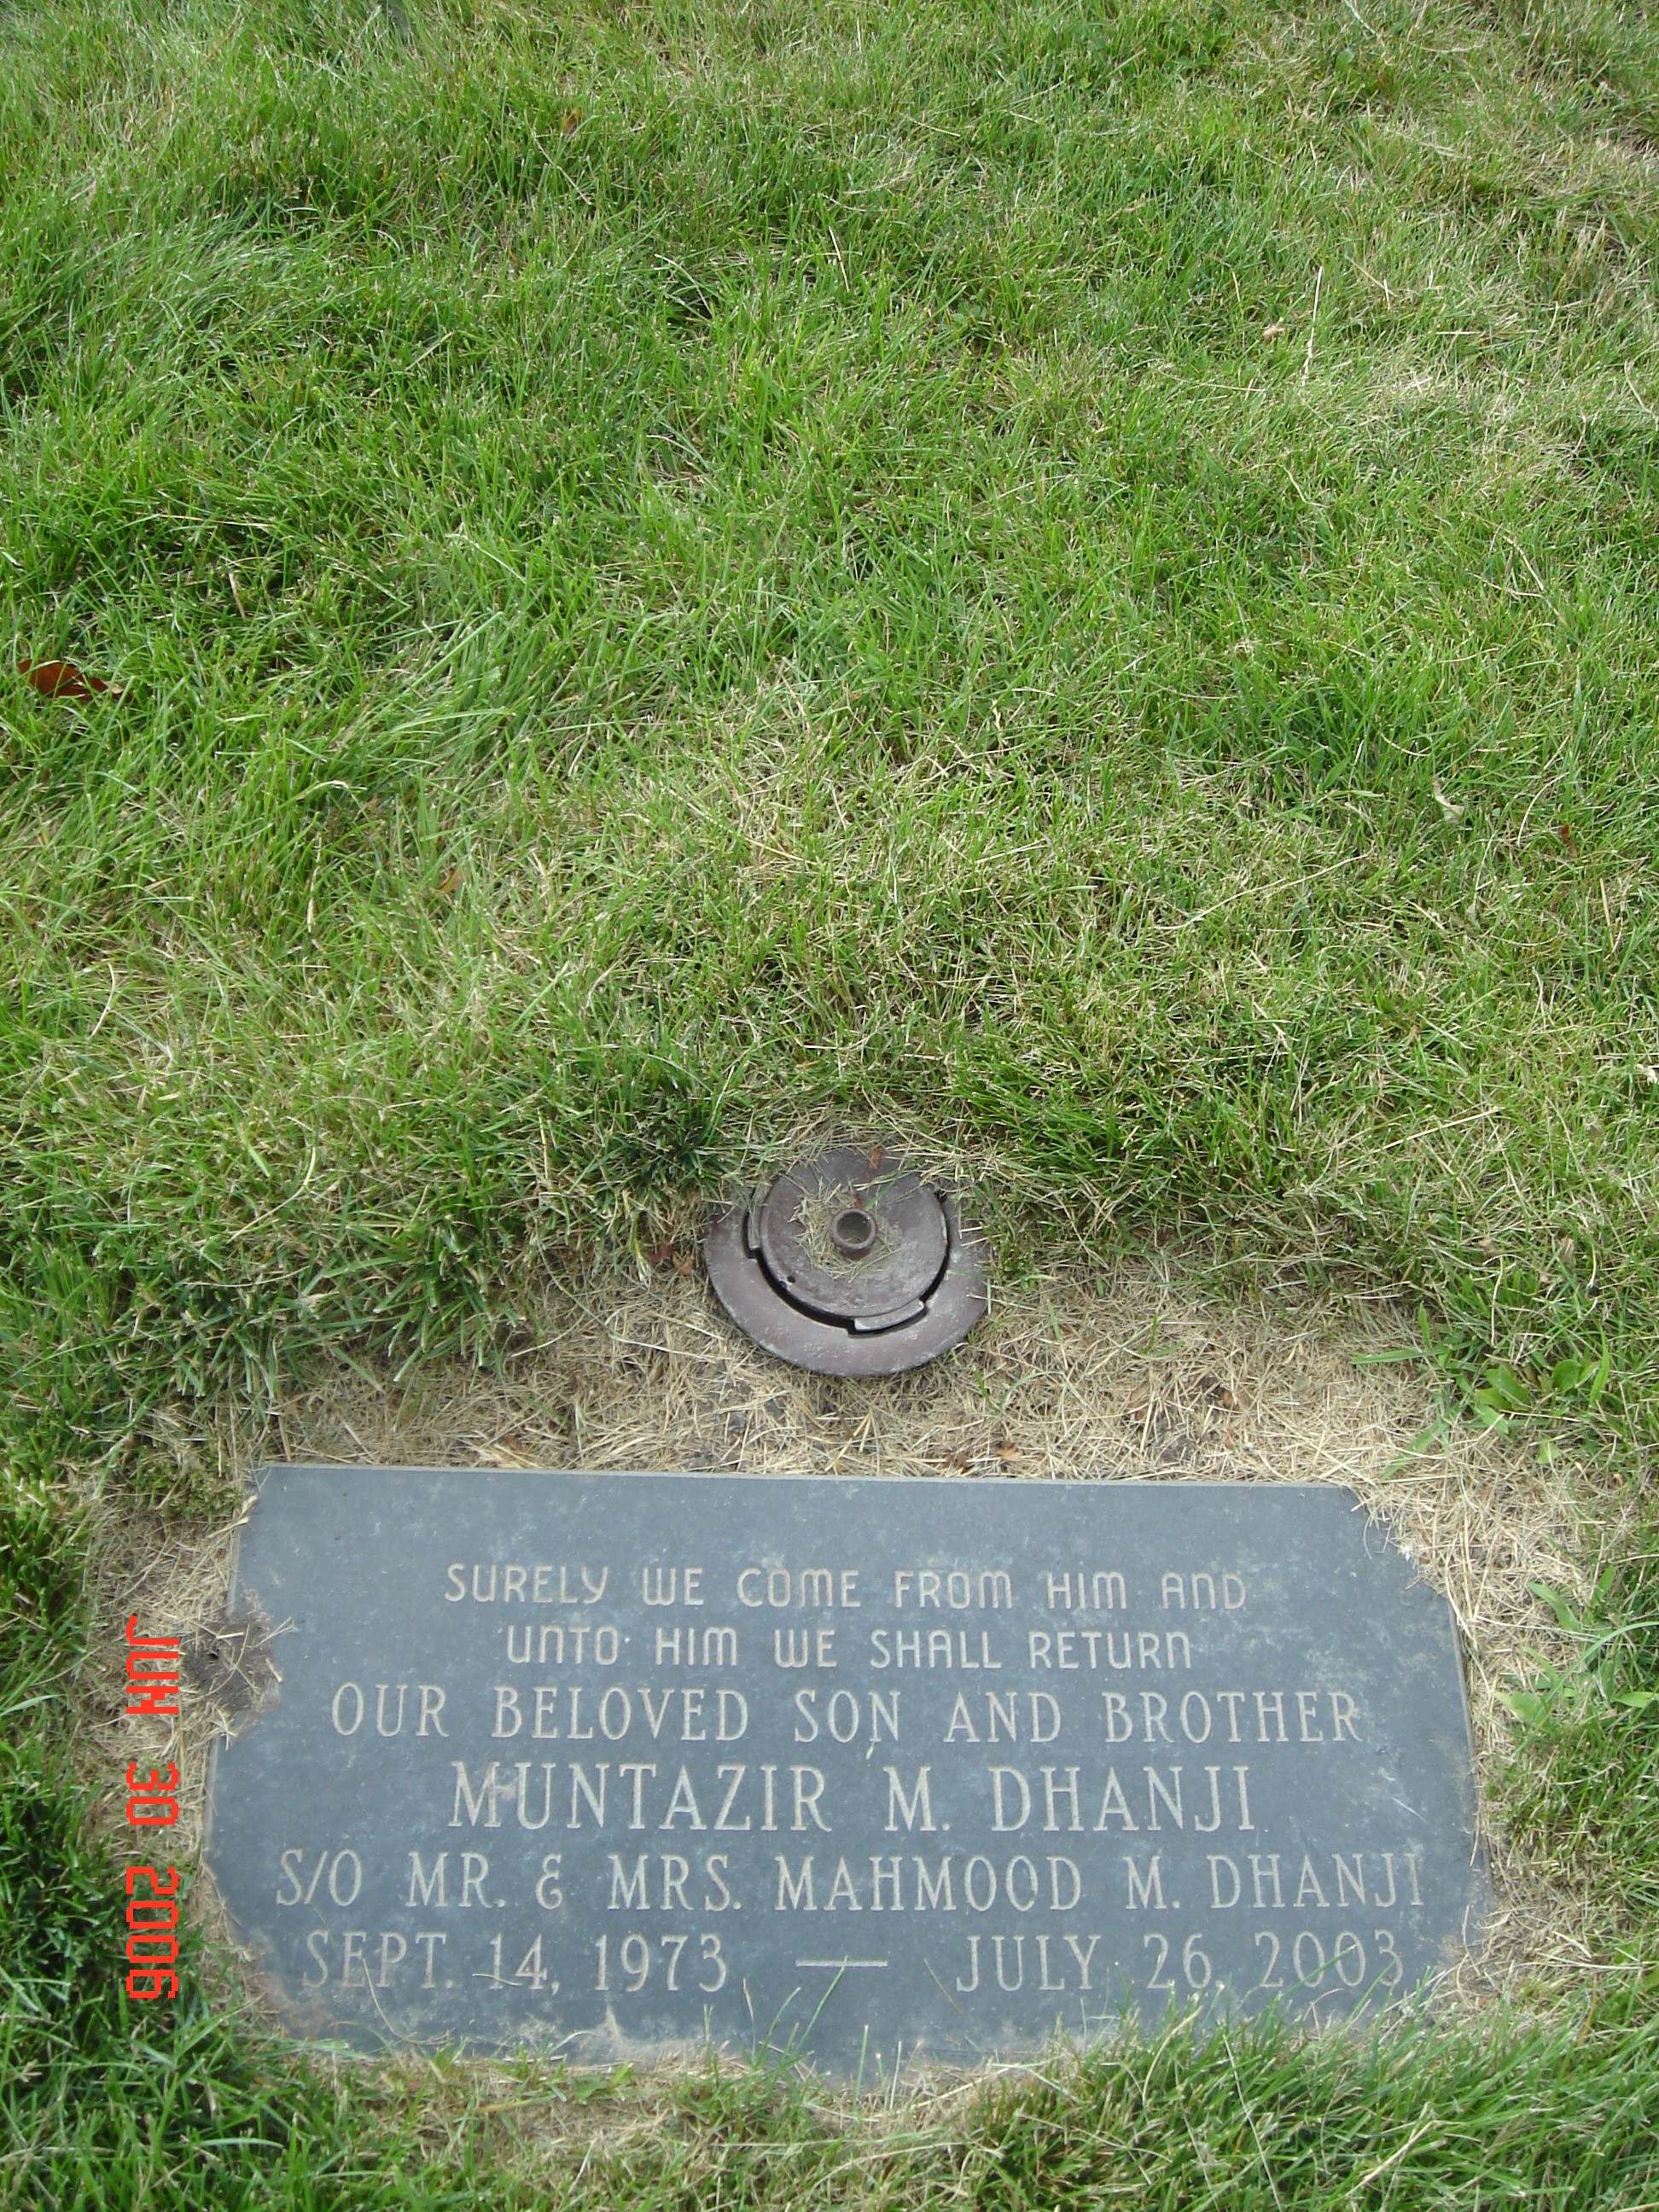 SURELY WE COME FROM HIM AND
UNTO HIM WE SHALL RETURN
OUR BELOVED SON AND BROTHER
MUNTAZIR M. DHANJI
S/O MR. & MRS. MAHMOOD M. DHANJI
SEPT. 14, 1973 — JULY 26, 2003
JUN 30 2006